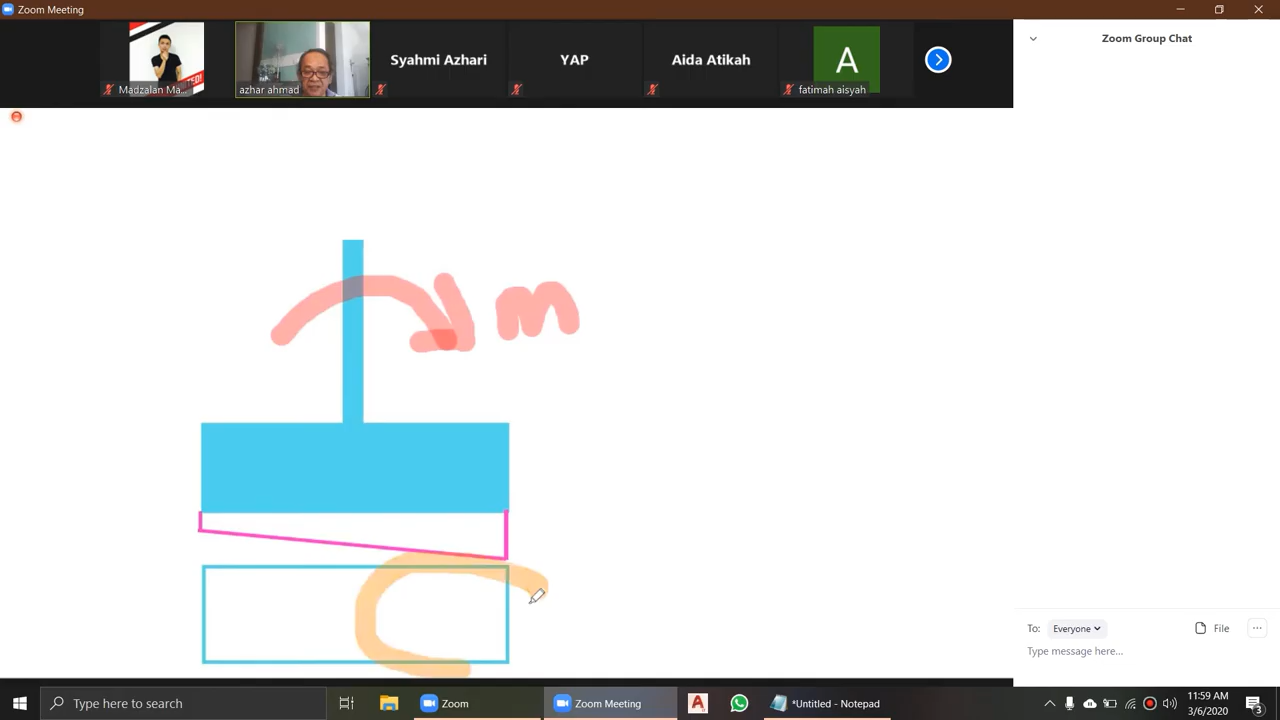 Zoom Meeting
Zoom Group Chat
Syahmi Azhari
YAP
Aida Atikah
A
Madzalan Ma...
azhar ahmad
fatimah aisyah
m
To: Everyone
File
Type message here...
Type here to search
Zoom
Zoom Meeting
A
*Untitled - Notepad
11:59 AM
3/6/2020
3